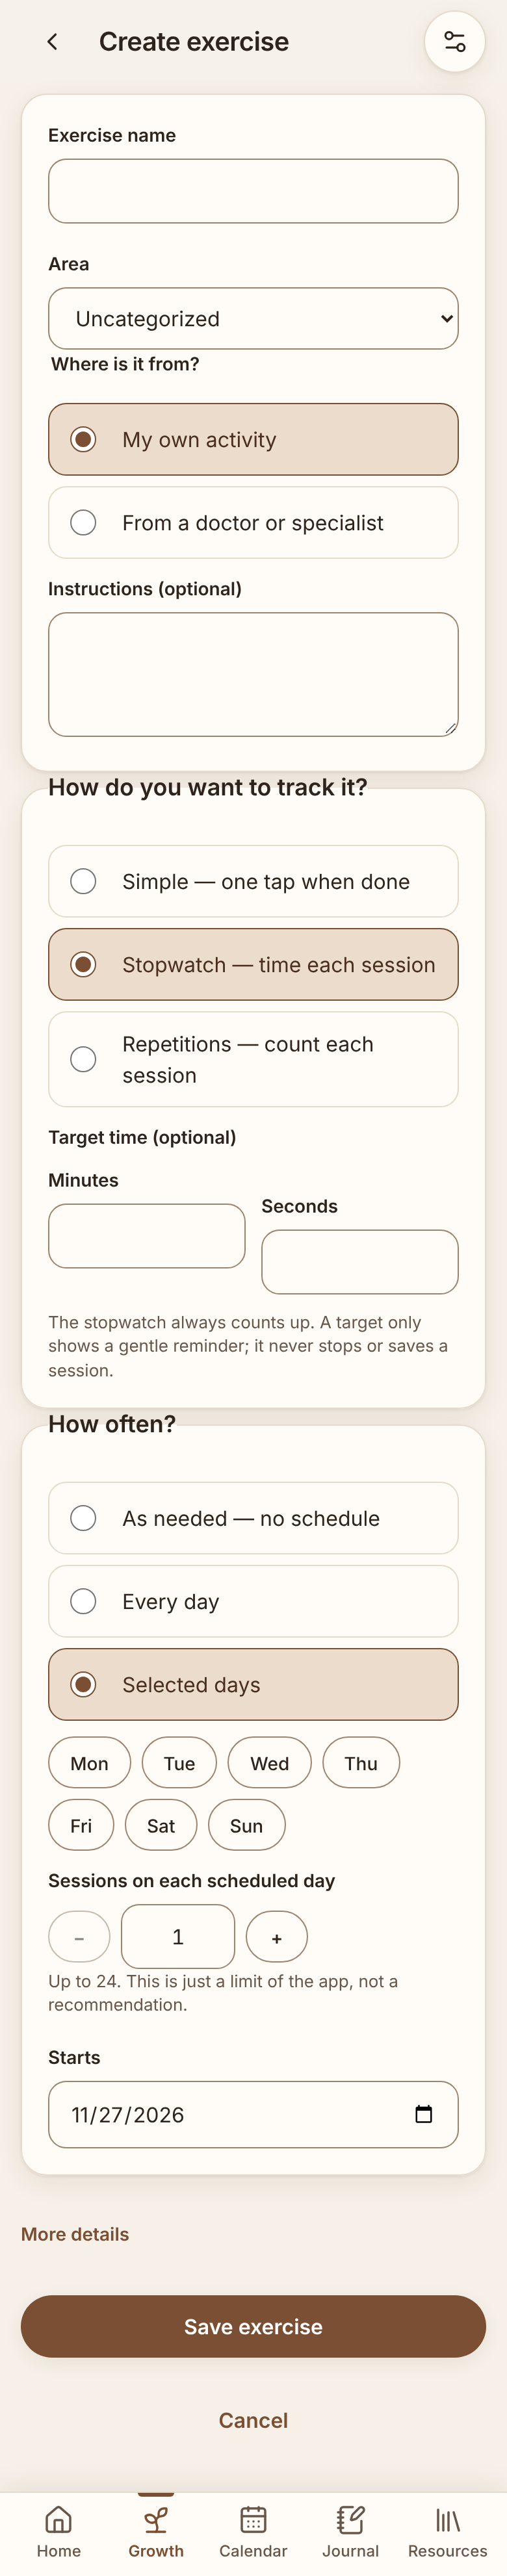 Create exercise
Exercise name
Area
Uncategorized
Where is it from?
My own activity
From a doctor or specialist
Instructions (optional)
How do you want to track it?
Simple — one tap when done
Stopwatch — time each session
Repetitions — count each
session
Target time (optional)
Minutes
Seconds
The stopwatch always counts up. A target only
shows a gentle reminder; it never stops or saves a
session.
How often?
As needed — no schedule
Every day
Selected days
Mon Tue Wed Thu
Fri Sat Sun
Sessions on each scheduled day
− 1 +
Up to 24. This is just a limit of the app, not a
recommendation.
Starts
11/27/2026
More details
Save exercise
Cancel
Home Growth Calendar Journal Resources